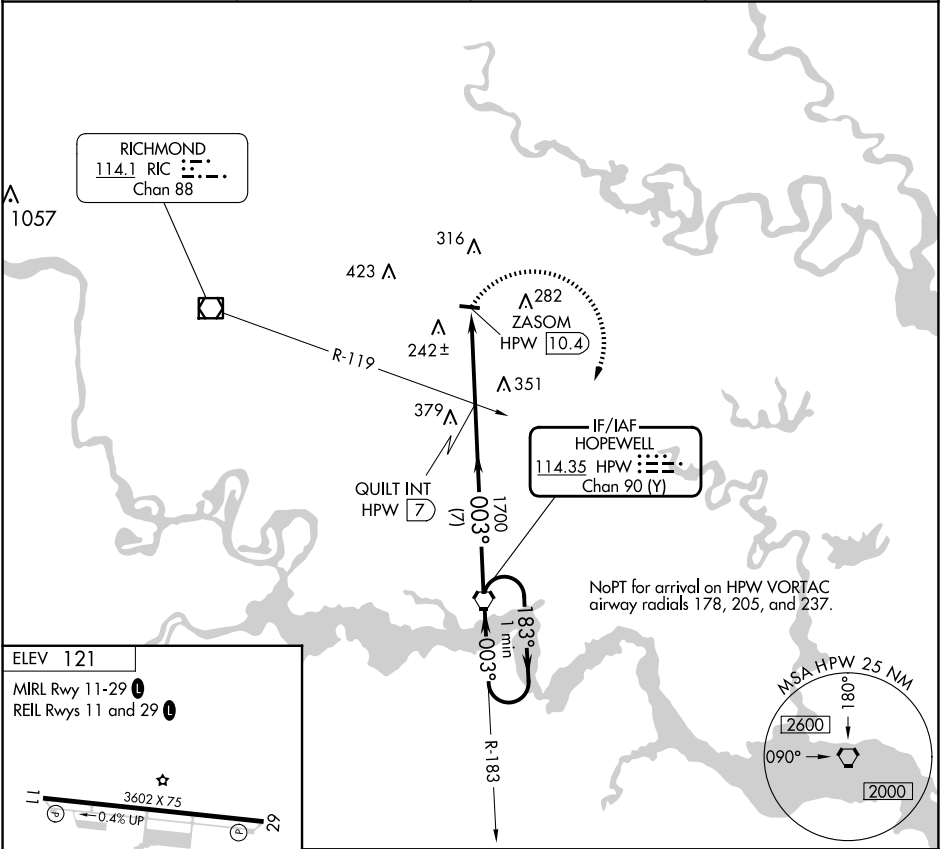 RICHMOND
114.1 RIC
Chan 88
1057
316
423
282
ZASOM
HPW 10.4
242±
R-119
351
379
IF/IAF
HOPEWELL
114.35 HPW
Chan 90 (Y)
QUILT INT
HPW 7
1700
003°
(7)
NoPT for arrival on HPW VORTAC
airway radials 178, 205, and 237.
183°
1 min
003°
R-183
ELEV 121
MIRL Rwy 11-29 L
REIL Rwys 11 and 29 L
11
3602 X 75
29
P
0.4% UP
P
MSA HPW 25 NM
180°
2600
090°
2000